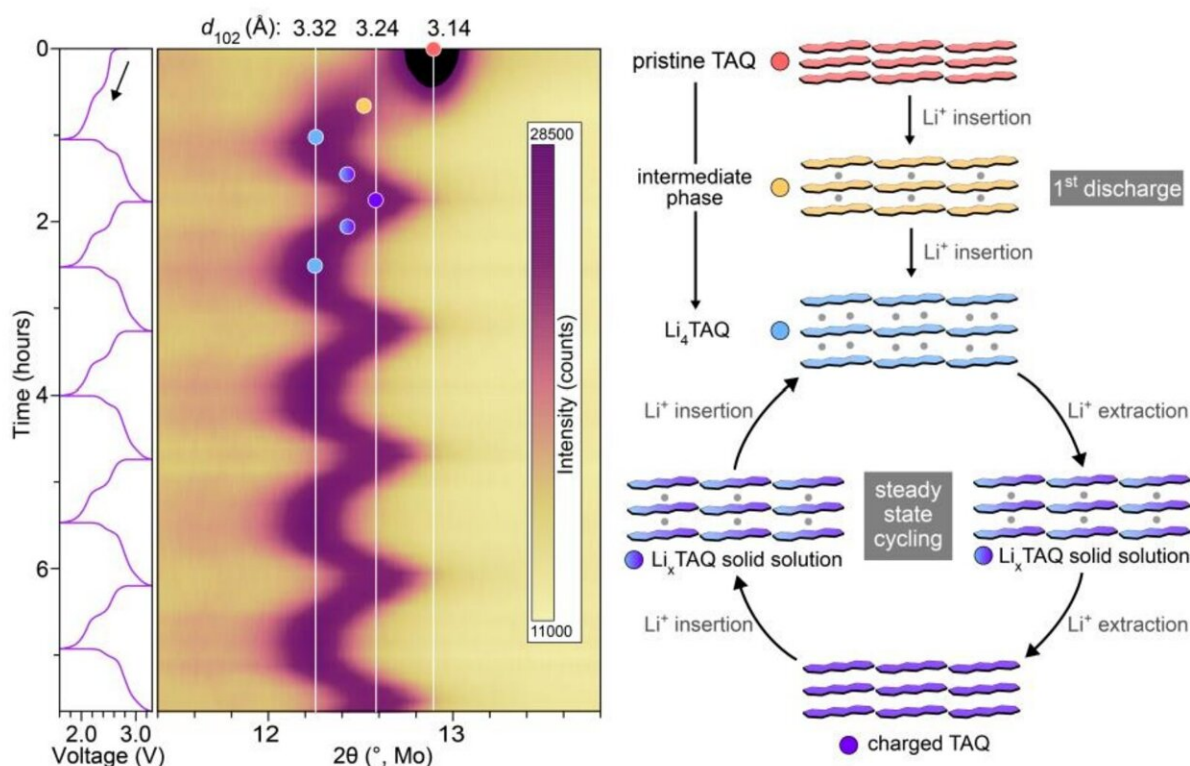 d₁₀₂ (Å): 3.32 3.24 3.14
0
2
4
6
Time (hours)
2.0 3.0
Voltage (V)
12 13
2θ (°, Mo)
28500
Intensity (counts)
11000
pristine TAQ
Li⁺ insertion
intermediate
phase
1ˢᵗ discharge
Li⁺ insertion
Li₄TAQ
Li⁺ insertion
Li⁺ extraction
steady
state
cycling
LiₓTAQ solid solution
LiₓTAQ solid solution
Li⁺ insertion
Li⁺ extraction
charged TAQ